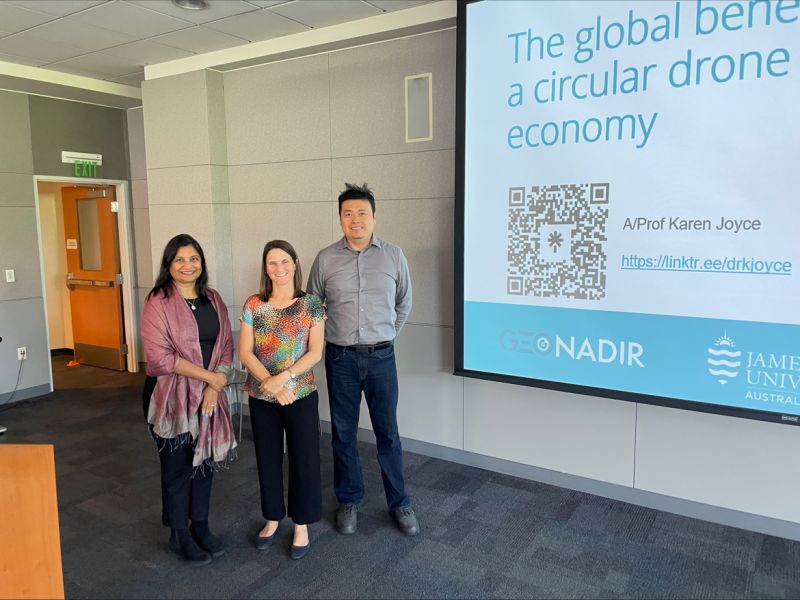 EXIT
The global bene
a circular drone
economy
A/Prof Karen Joyce
https://linktr.ee/drkjoyce
GEONADIR
JAME
UNIV
AUSTRAL